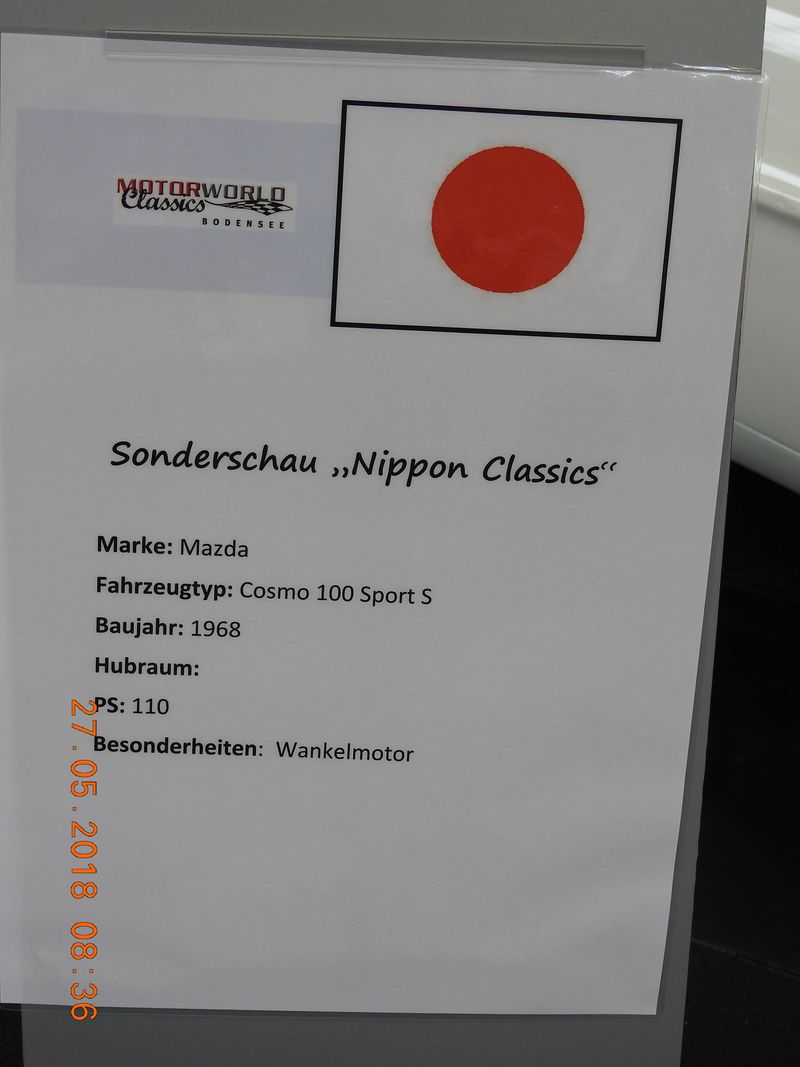 MOTORWORLD
Classics
BODENSEE
Sonderschau „Nippon Classics“
Marke: Mazda
Fahrzeugtyp: Cosmo 100 Sport S
Baujahr: 1968
Hubraum:
PS: 110
Besonderheiten: Wankelmotor
27.05.2018 08:36